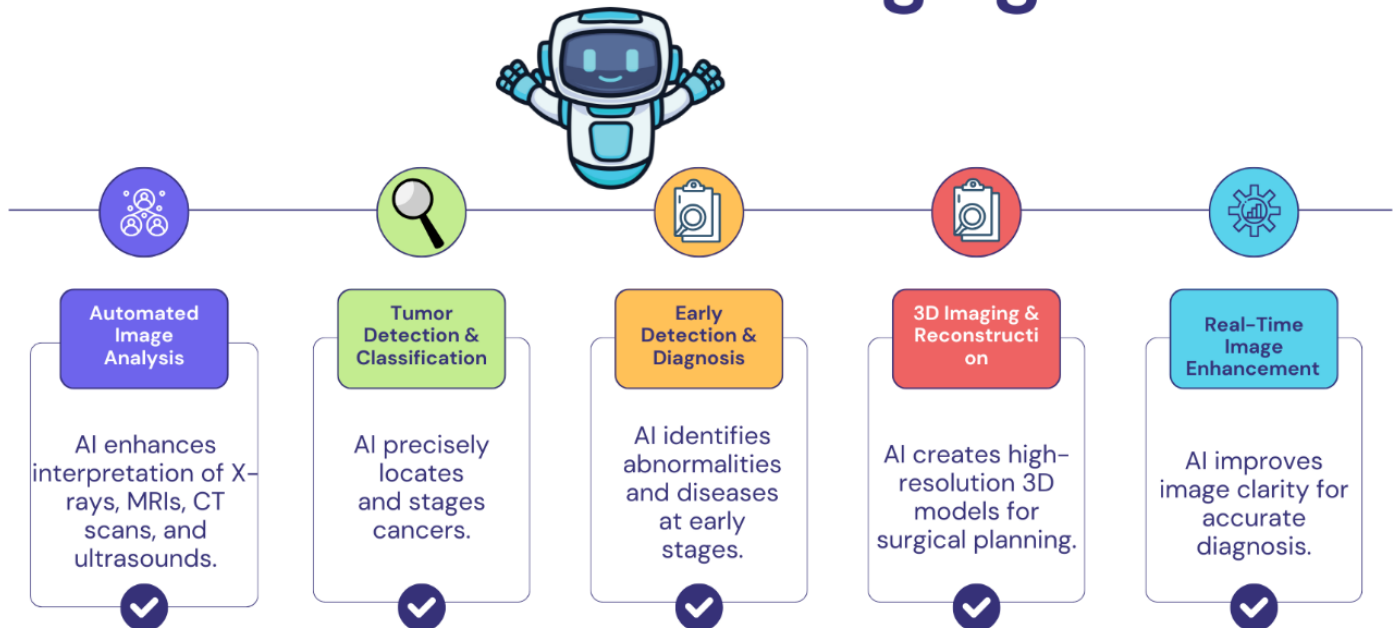 Automated
Image
Analysis
AI enhances
interpretation of X-
rays, MRIs, CT
scans, and
ultrasounds.
Tumor
Detection &
Classification
AI precisely
locates
and stages
cancers.
Early
Detection &
Diagnosis
AI identifies
abnormalities
and diseases
at early
stages.
3D Imaging &
Reconstructi
on
AI creates high-
resolution 3D
models for
surgical planning.
Real-Time
Image
Enhancement
AI improves
image clarity for
accurate
diagnosis.